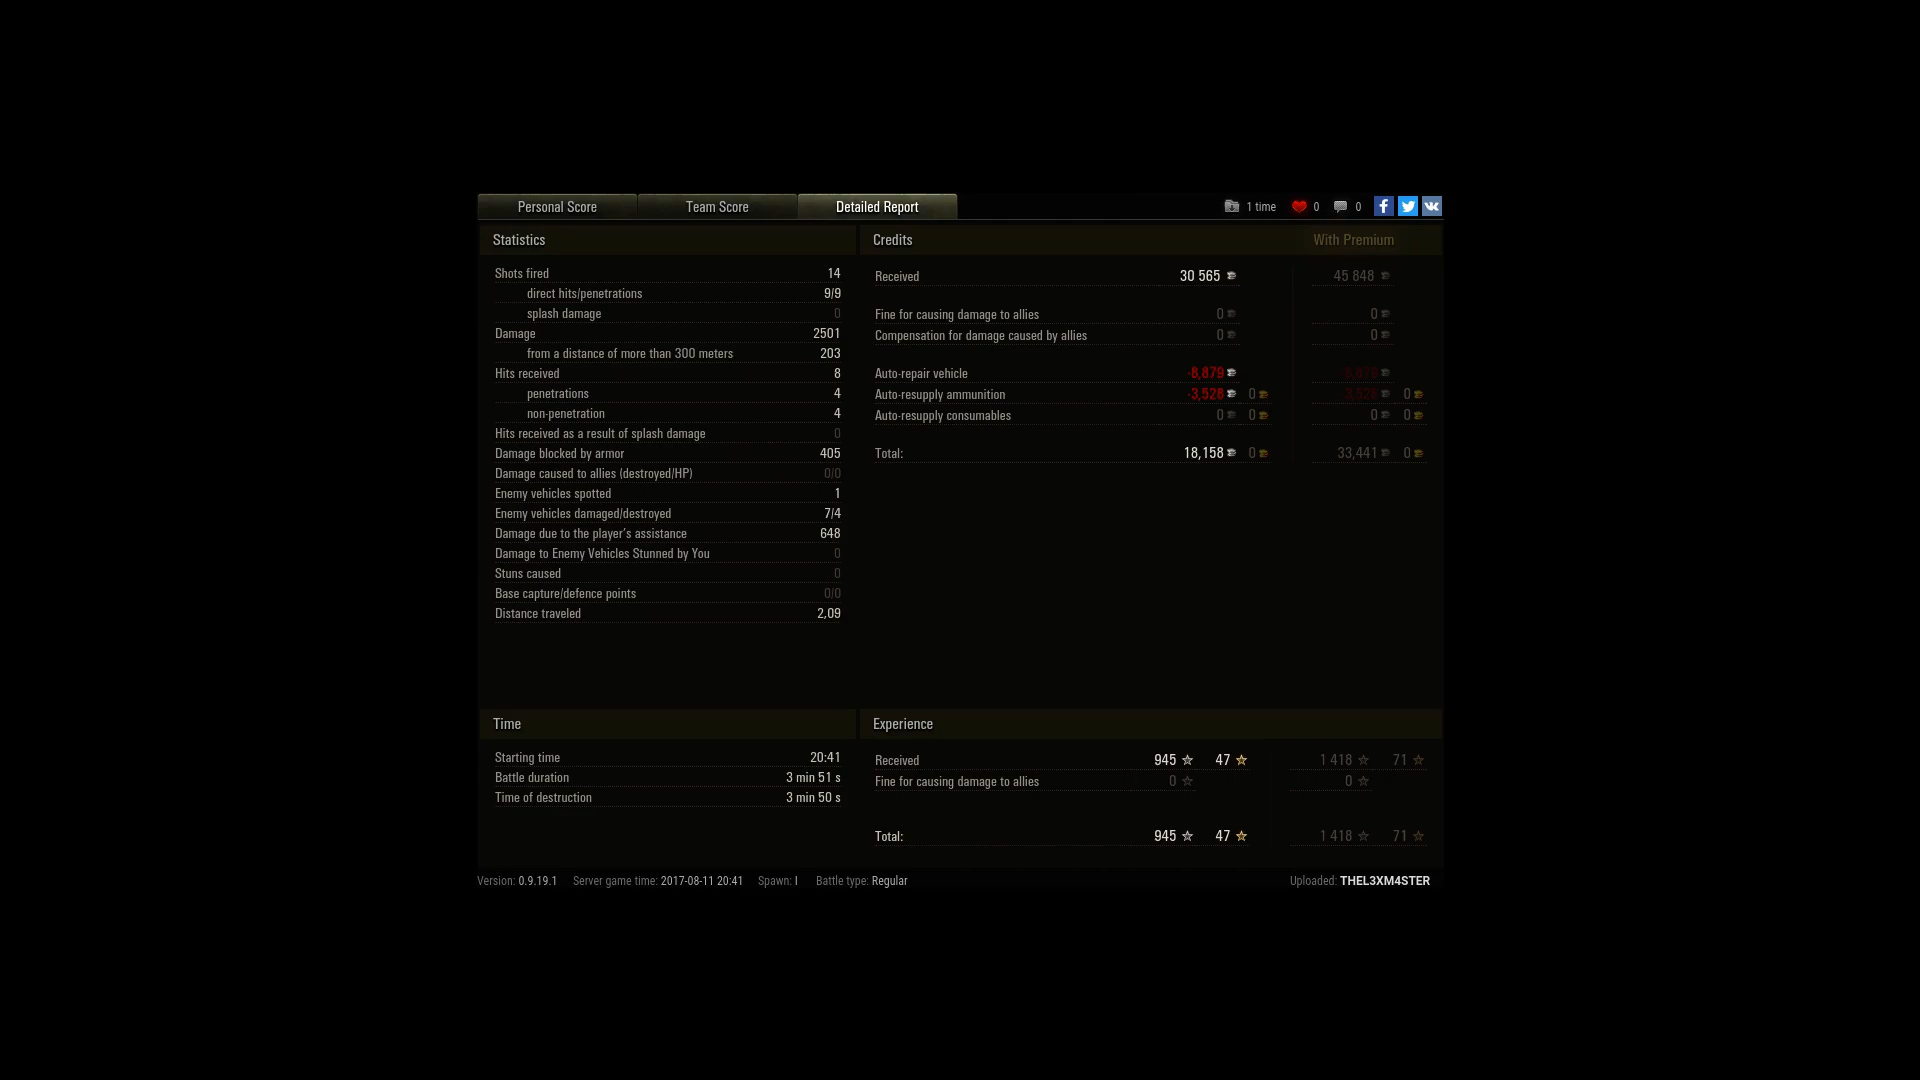 Personal Score Team Score Detailed Report 1 time 0 0
Statistics
Shots fired 14
direct hits/penetrations 9/9
splash damage 0
Damage 2501
from a distance of more than 300 meters 203
Hits received 8
penetrations 4
non-penetration 4
Hits received as a result of splash damage 0
Damage blocked by armor 405
Damage caused to allies (destroyed/HP) 0/0
Enemy vehicles spotted 1
Enemy vehicles damaged/destroyed 7/4
Damage due to the player's assistance 648
Damage to Enemy Vehicles Stunned by You 0
Stuns caused 0
Base capture/defence points 0/0
Distance traveled 2,09
Credits With Premium
Received 30 565 45 848
Fine for causing damage to allies 0 0
Compensation for damage caused by allies 0 0
Auto-repair vehicle -8,879
Auto-resupply ammunition -3,528 0 0
Auto-resupply consumables 0 0 0 0
Total: 18,158 0 33,441 0
Time
Starting time 20:41
Battle duration 3 min 51 s
Time of destruction 3 min 50 s
Experience
Received 945 47 1 418 71
Fine for causing damage to allies 0 0
Total: 945 47 1 418 71
Version: 0.9.19.1 Server game time: 2017-08-11 20:41 Spawn: I Battle type: Regular Uploaded: THEL3XM4STER